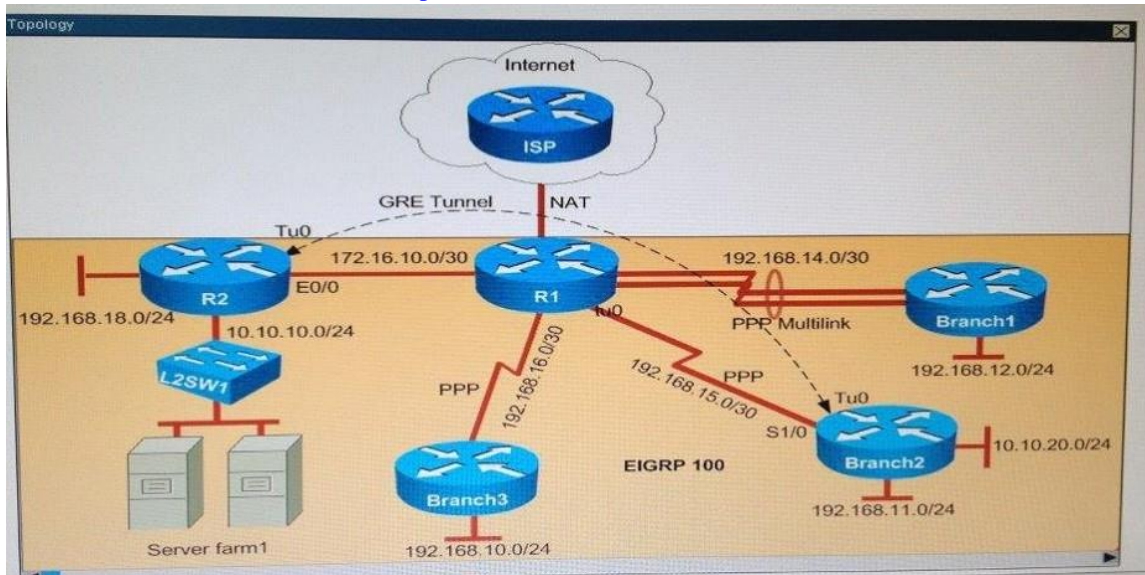 Topology
Internet
ISP
GRE Tunnel
NAT
Tu0
172.16.10.0/30
192.168.14.0/30
R2
E0/0
R1
tu0
PPP Multilink
Branch1
192.168.18.0/24
10.10.10.0/24
192.168.12.0/24
L2SW1
PPP
192.168.16.0/30
PPP
192.168.15.0/30
Tu0
S1/0
10.10.20.0/24
EIGRP 100
Branch2
Branch3
192.168.11.0/24
Server farm1
192.168.10.0/24